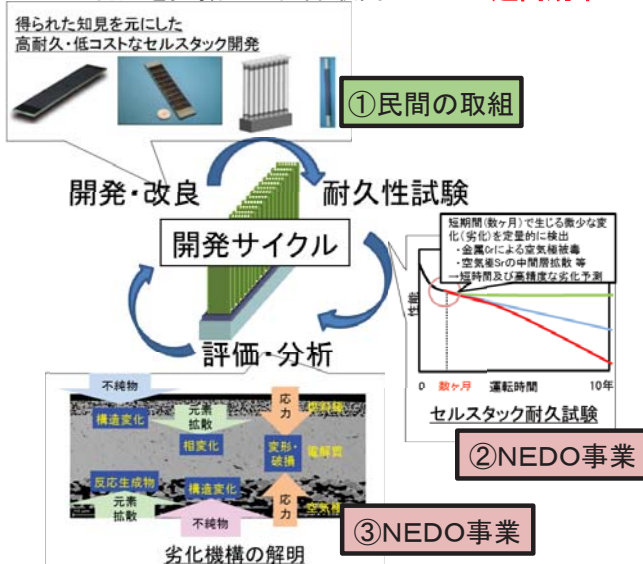 得られた知見を元にした
高耐久・低コストなセルスタック開発
①民間の取組
開発・改良
耐久性試験
開発サイクル
短期間(数ヶ月)で生じる微少な変
化(劣化)を定量的に検出
・金属Crによる空気極被毒
・空気極Srの中間層拡散 等
→短時間及び高精度な劣化予測
性能
0 数ヶ月 運転時間 10年
セルスタック耐久試験
②NEDO事業
評価・分析
不純物
構造変化
元素
拡散
応力
燃料極
相変化
変形・
破損
電解質
反応生成物
構造変化
元素
拡散
不純物
応力
空気極
③NEDO事業
劣化機構の解明